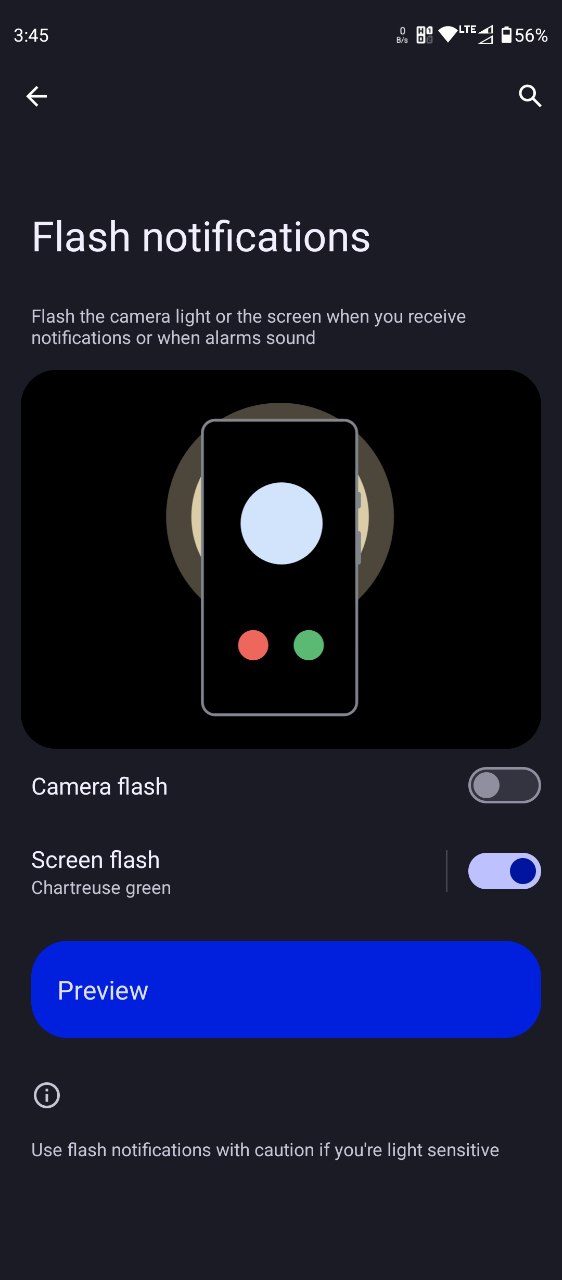 3:45
0
B/s
LTE
56%
Flash notifications
Flash the camera light or the screen when you receive
notifications or when alarms sound
Camera flash
Screen flash
Chartreuse green
Preview
Use flash notifications with caution if you're light sensitive